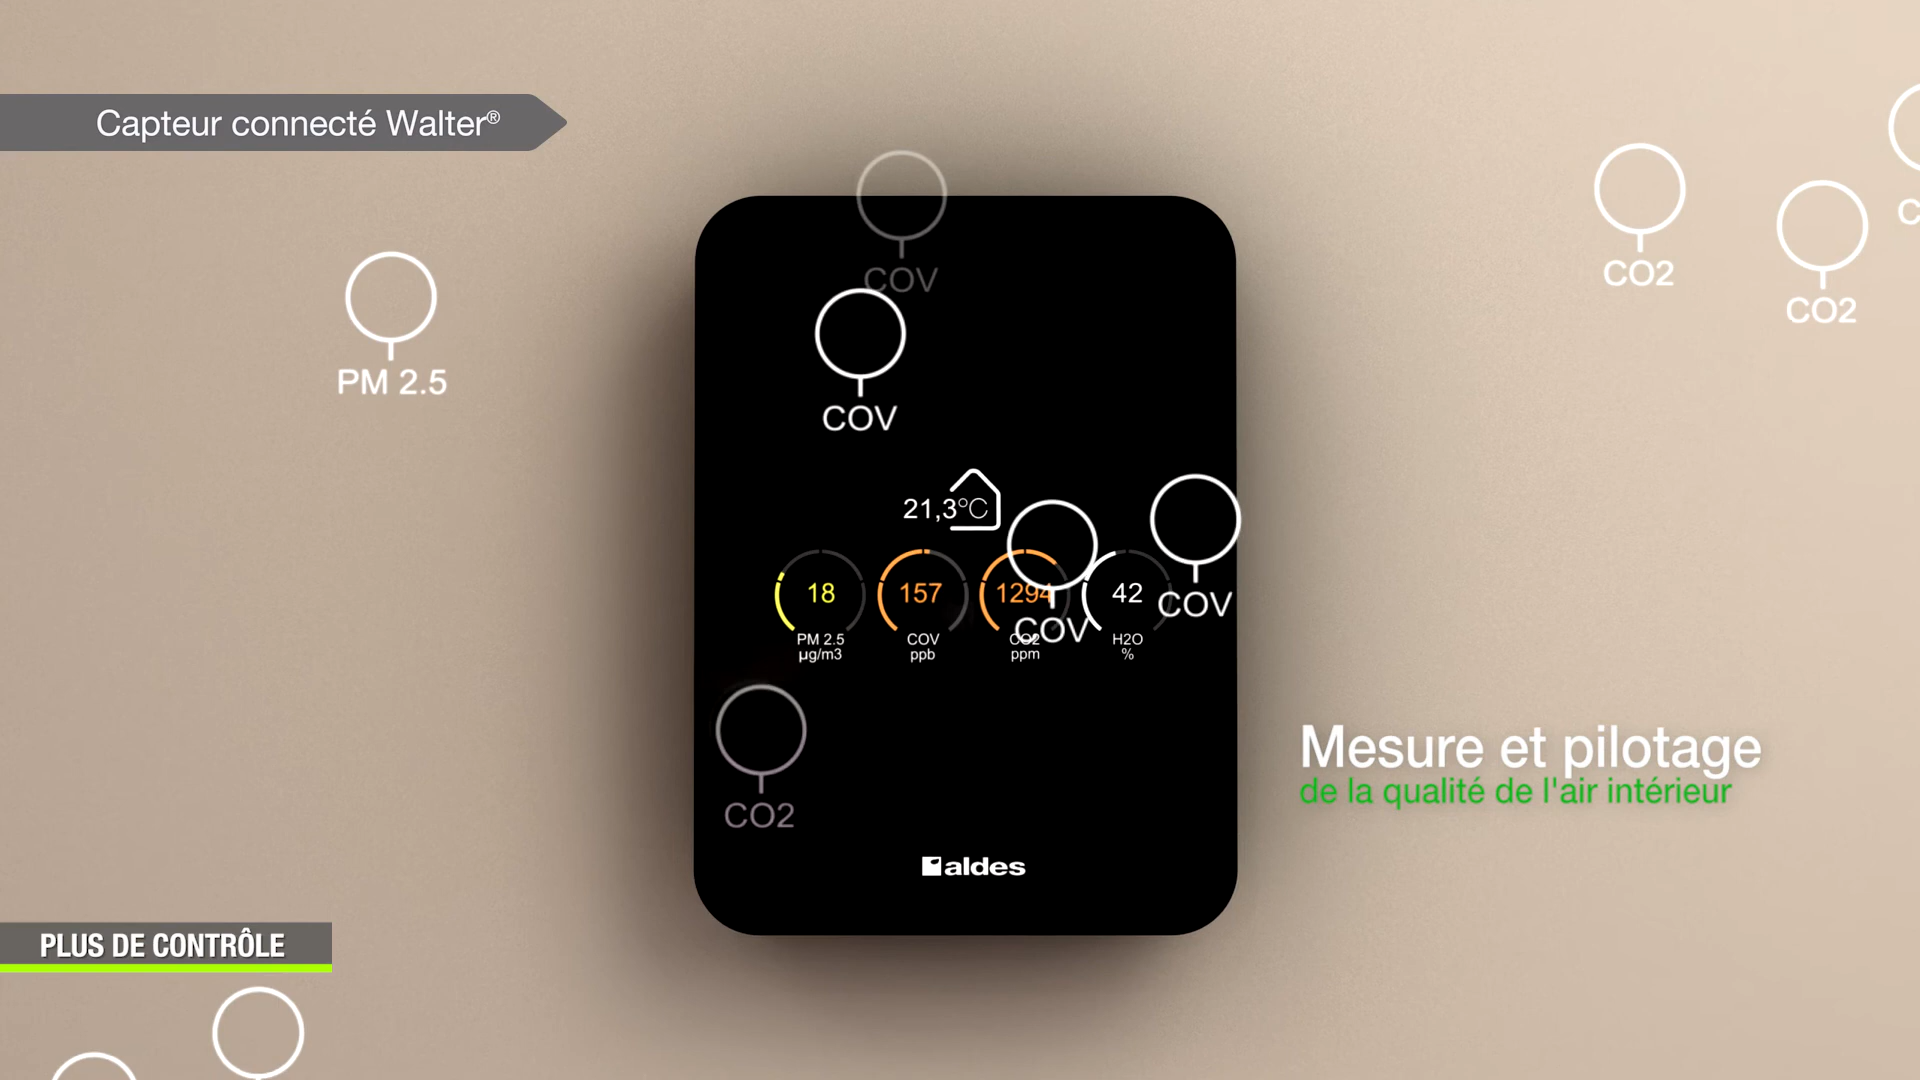 Capteur connecté Walter®
PM 2.5
COV
COV
CO2
CO2
C
21,3°C
18
157
1294
42
PM 2.5
µg/m3
COV
ppb
CO2
ppm
H2O
%
COV
COV
CO2
Mesure et pilotage
de la qualité de l'air intérieur
aldes
PLUS DE CONTRÔLE